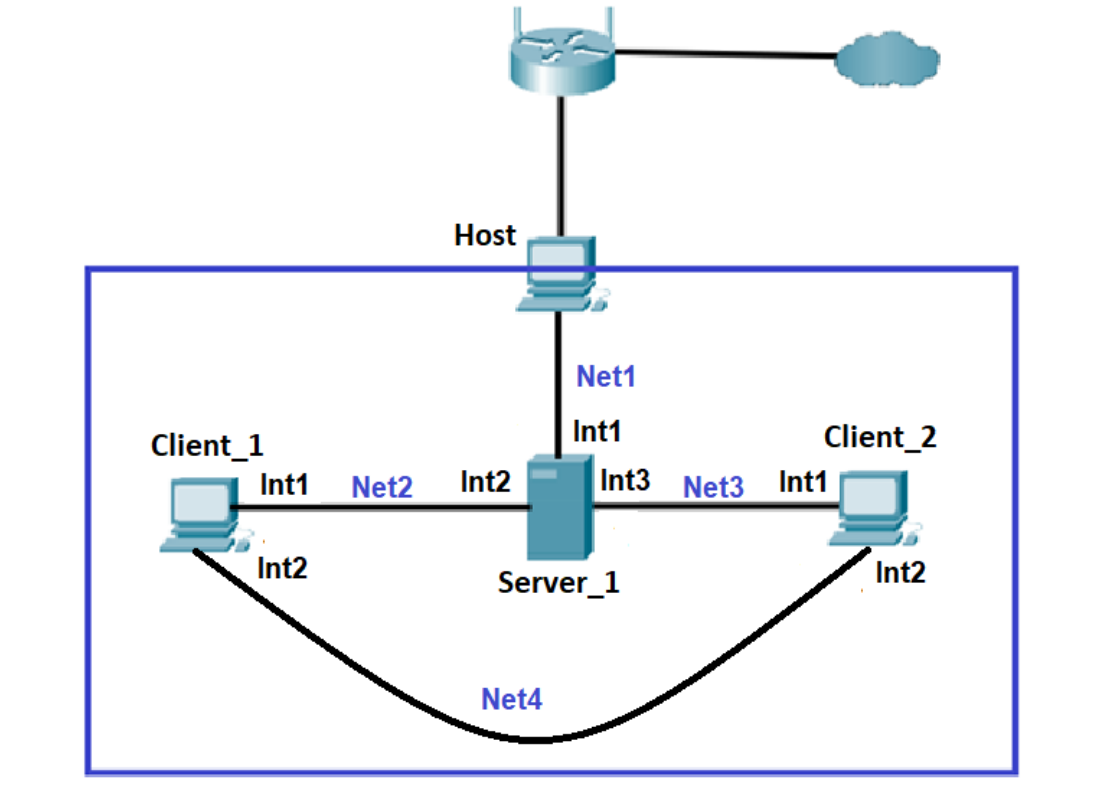 Host
Net1
Int1
Client_1
Client_2
Int1
Net2
Int2
Int3
Net3
Int1
Int2
Server_1
Int2
Net4